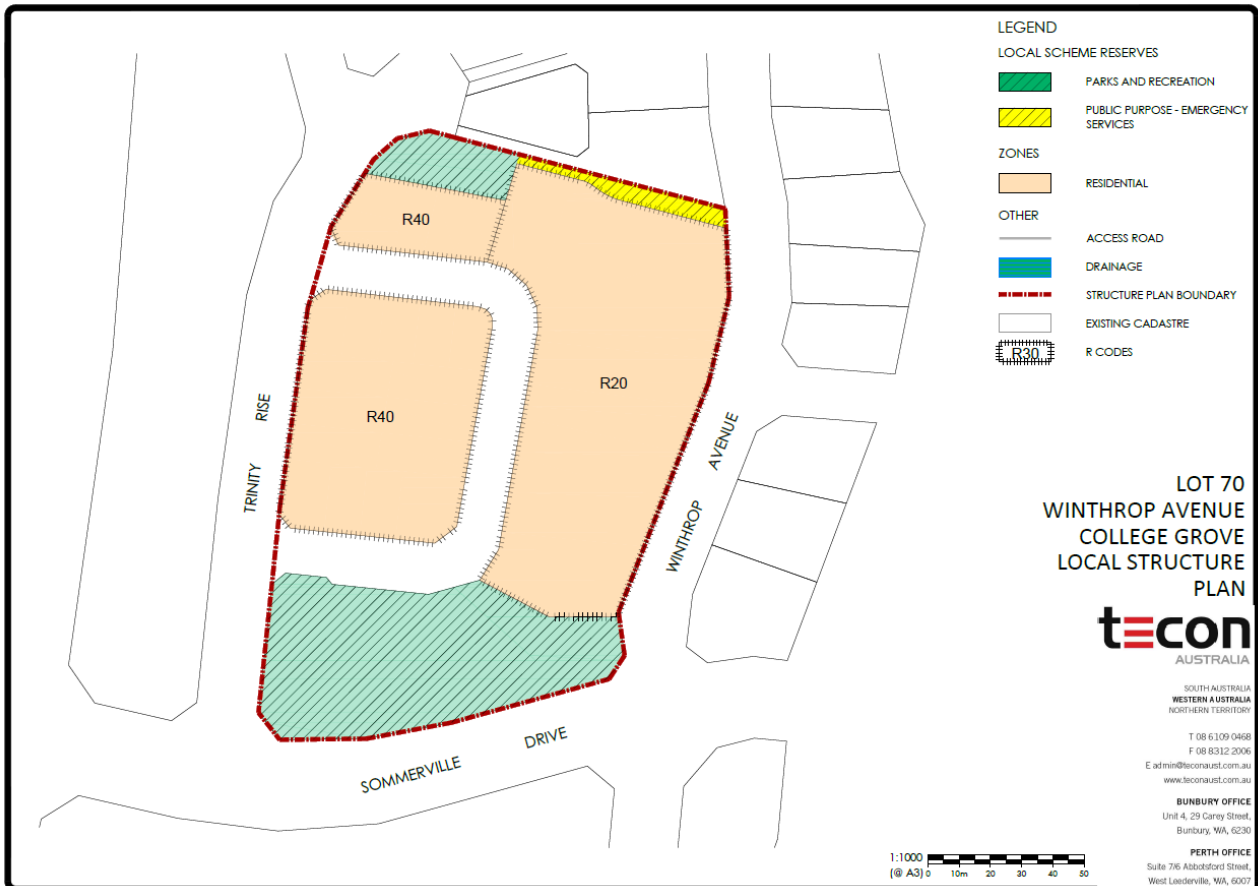 LEGEND
LOCAL SCHEME RESERVES
PARKS AND RECREATION
PUBLIC PURPOSE - EMERGENCY
SERVICES
ZONES
RESIDENTIAL
OTHER
ACCESS ROAD
DRAINAGE
STRUCTURE PLAN BOUNDARY
EXISTING CADASTRE
R30
R CODES
R40
R20
R40
TRINITY RISE
WINTHROP AVENUE
SOMMERVILLE DRIVE
LOT 70
WINTHROP AVENUE
COLLEGE GROVE
LOCAL STRUCTURE
PLAN
tecon
AUSTRALIA
SOUTH AUSTRALIA
WESTERN AUSTRALIA
NORTHERN TERRITORY
T 08 6109 0468
F 08 8312 2006
E admin@teconaust.com.au
www.teconaust.com.au
BUNBURY OFFICE
Unit 4, 29 Carey Street,
Bunbury, WA, 6230
PERTH OFFICE
Suite 7/6 Abbotsford Street,
West Leederville, WA, 6007
1:1000
(@ A3) 0 10m 20 30 40 50